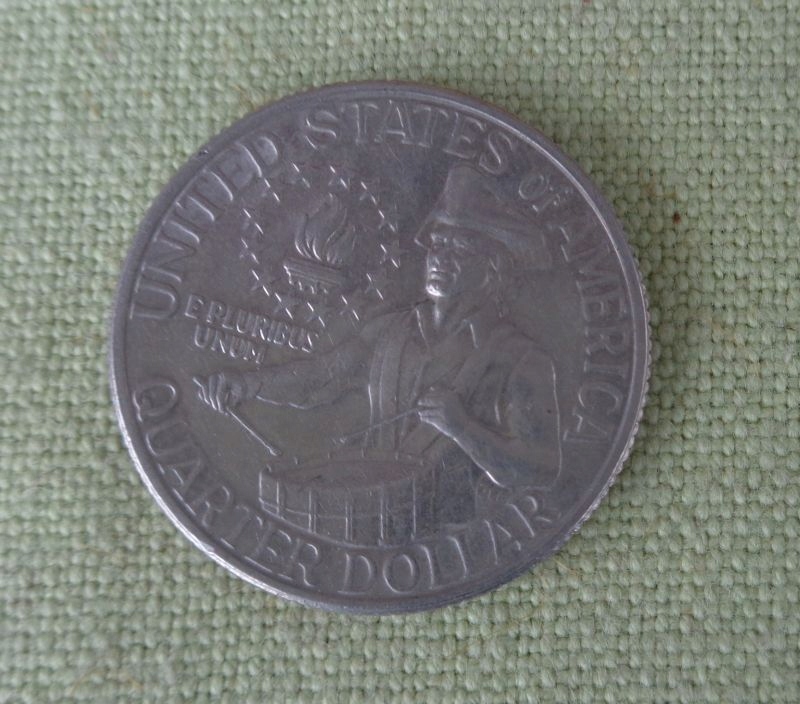 UNITED STATES of AMERICA
E PLURIBUS
UNUM
QUARTER DOLLAR